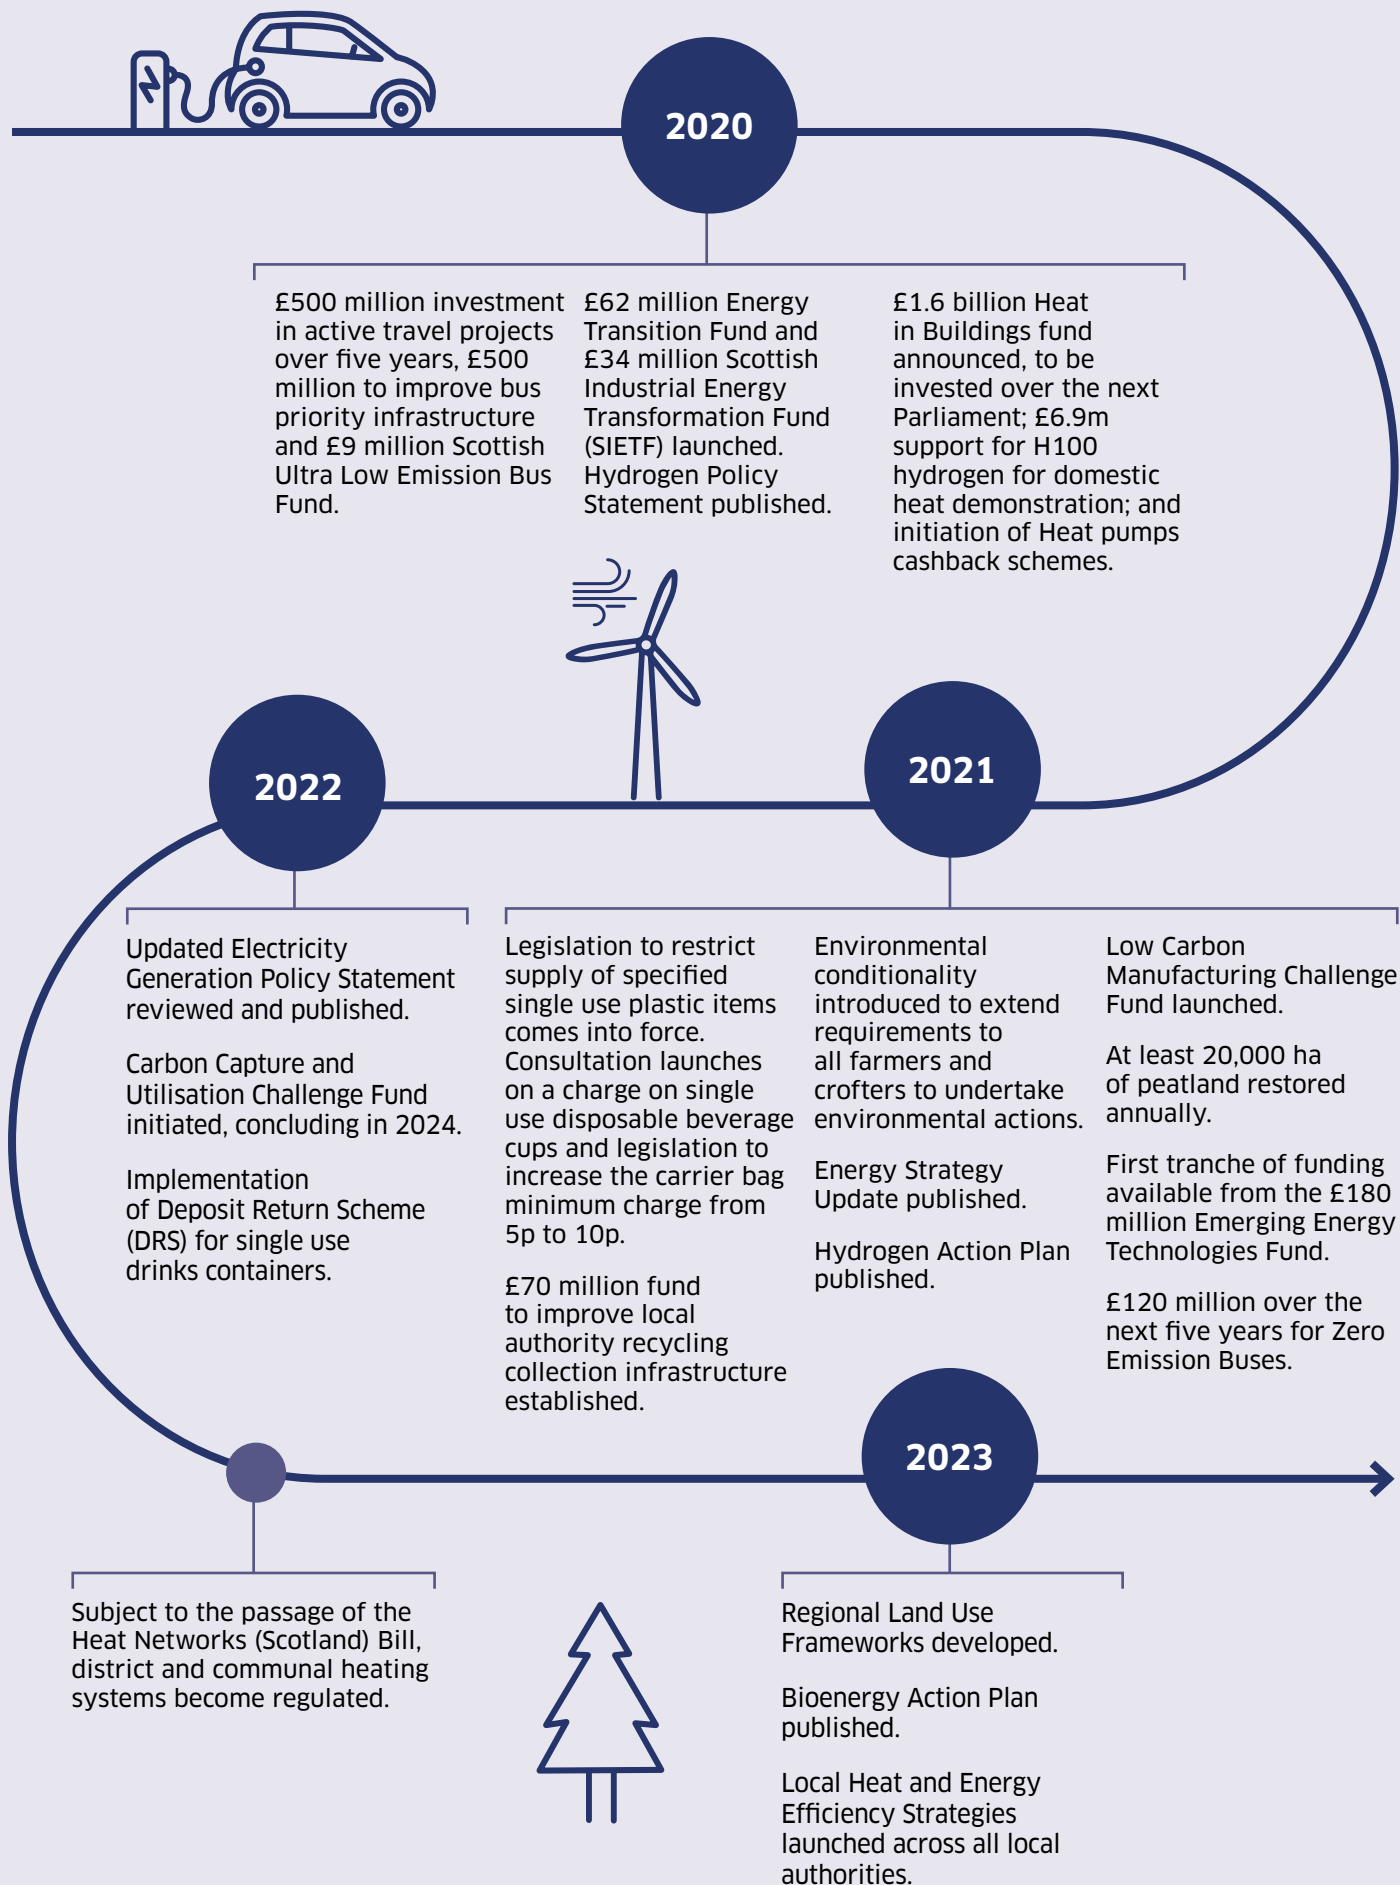 2020
£500 million investment
in active travel projects
over five years, £500
million to improve bus
priority infrastructure
and £9 million Scottish
Ultra Low Emission Bus
Fund.
£62 million Energy
Transition Fund and
£34 million Scottish
Industrial Energy
Transformation Fund
(SIETF) launched.
Hydrogen Policy
Statement published.
£1.6 billion Heat
in Buildings fund
announced, to be
invested over the next
Parliament; £6.9m
support for H100
hydrogen for domestic
heat demonstration; and
initiation of Heat pumps
cashback schemes.
2021
Legislation to restrict
supply of specified
single use plastic items
comes into force.
Consultation launches
on a charge on single
use disposable beverage
cups and legislation to
increase the carrier bag
minimum charge from
5p to 10p.
£70 million fund
to improve local
authority recycling
collection infrastructure
established.
Environmental
conditionality
introduced to extend
requirements to
all farmers and
crofters to undertake
environmental actions.
Energy Strategy
Update published.
Hydrogen Action Plan
published.
Low Carbon
Manufacturing Challenge
Fund launched.
At least 20,000 ha
of peatland restored
annually.
First tranche of funding
available from the £180
million Emerging Energy
Technologies Fund.
£120 million over the
next five years for Zero
Emission Buses.
2022
Updated Electricity
Generation Policy Statement
reviewed and published.
Carbon Capture and
Utilisation Challenge Fund
initiated, concluding in 2024.
Implementation
of Deposit Return Scheme
(DRS) for single use
drinks containers.
Subject to the passage of the
Heat Networks (Scotland) Bill,
district and communal heating
systems become regulated.
2023
Regional Land Use
Frameworks developed.
Bioenergy Action Plan
published.
Local Heat and Energy
Efficiency Strategies
launched across all local
authorities.